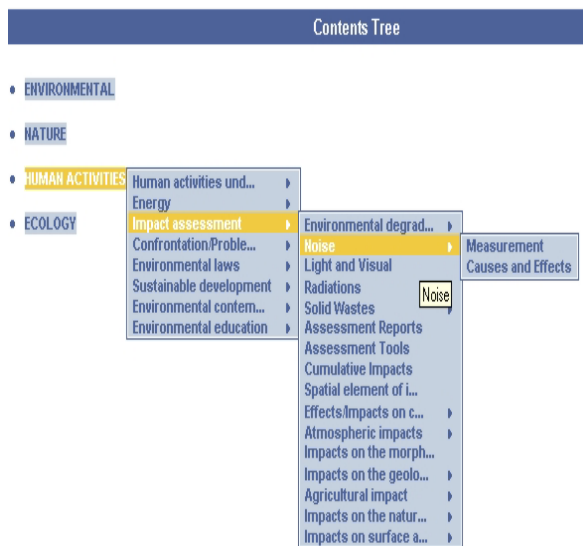 Contents Tree
ENVIRONMENTAL
NATURE
HUMAN ACTIVITIES
ECOLOGY
Human activities und...
Energy
Impact assessment
Confrontation/Proble...
Environmental laws
Sustainable development
Environmental contem...
Environmental education
Environmental degrad...
Noise
Light and Visual
Radiations
Solid Wastes
Assessment Reports
Assessment Tools
Cumulative Impacts
Spatial element of i...
Effects/Impacts on c...
Atmospheric impacts
Impacts on the morph...
Impacts on the geolo...
Agricultural impact
Impacts on the natur...
Impacts on surface a...
Noise
Measurement
Causes and Effects